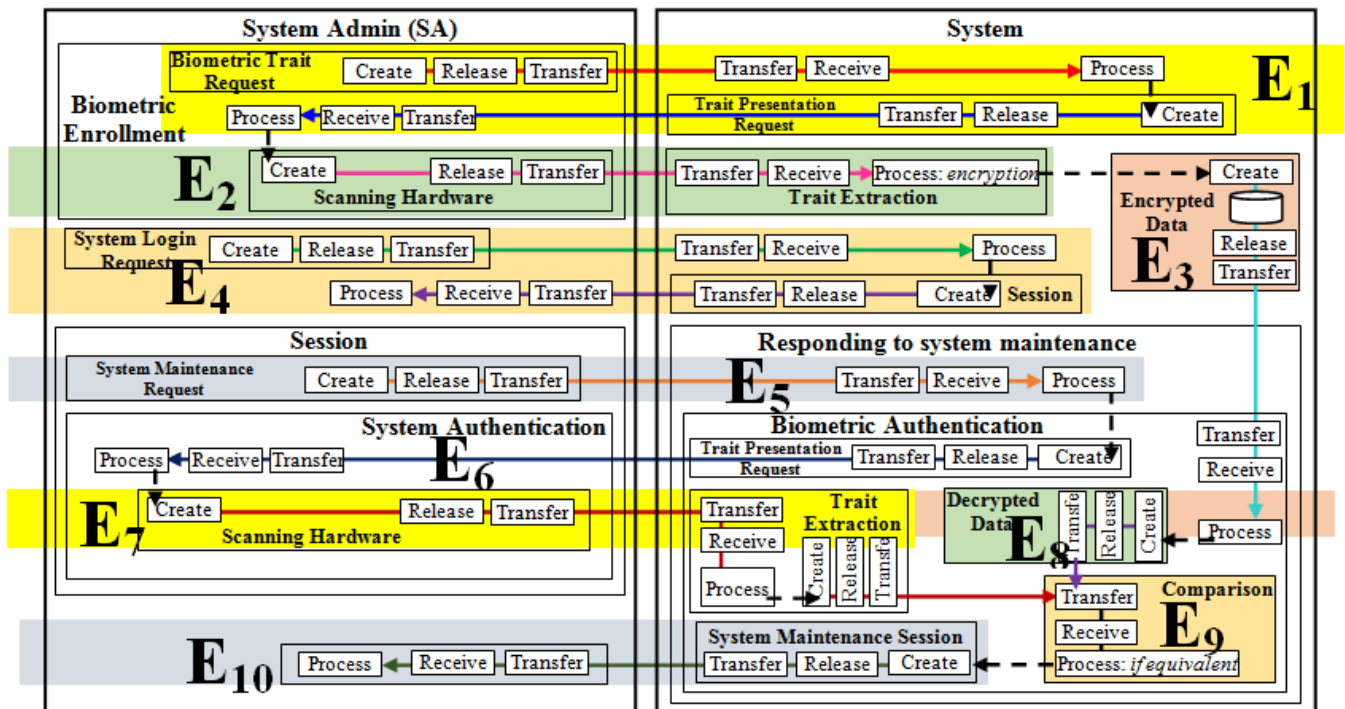 System Admin (SA)
System
Biometric Trait
Request
Create Release Transfer
Transfer Receive Process
E1
Biometric
Enrollment
Process Receive Transfer
Trait Presentation
Request
Transfer Release Create
E2
Create Release Transfer
Scanning Hardware
Transfer Receive Process: encryption
Trait Extraction
Create
Encrypted
Data
Release
Transfer
E3
System Login
Request
Create Release Transfer
Transfer Receive Process
E4
Process Receive Transfer
Transfer Release Create Session
Session
Responding to system maintenance
System Maintenance
Request
Create Release Transfer
E5
Transfer Receive Process
System Authentication
Biometric Authentication
Process Receive Transfer
E6
Trait Presentation
Request
Transfer Release Create
Transfer
Receive
Process
E7
Create Release Transfer
Scanning Hardware
Transfer
Receive
Process
Trait
Extraction
Create
Release
Transfe
Decrypted
Data
E8
Transfe
Release
Create
Comparison
Transfer
Receive
Process: if equivalent
E9
E10
Process Receive Transfer
System Maintenance Session
Transfer Release Create